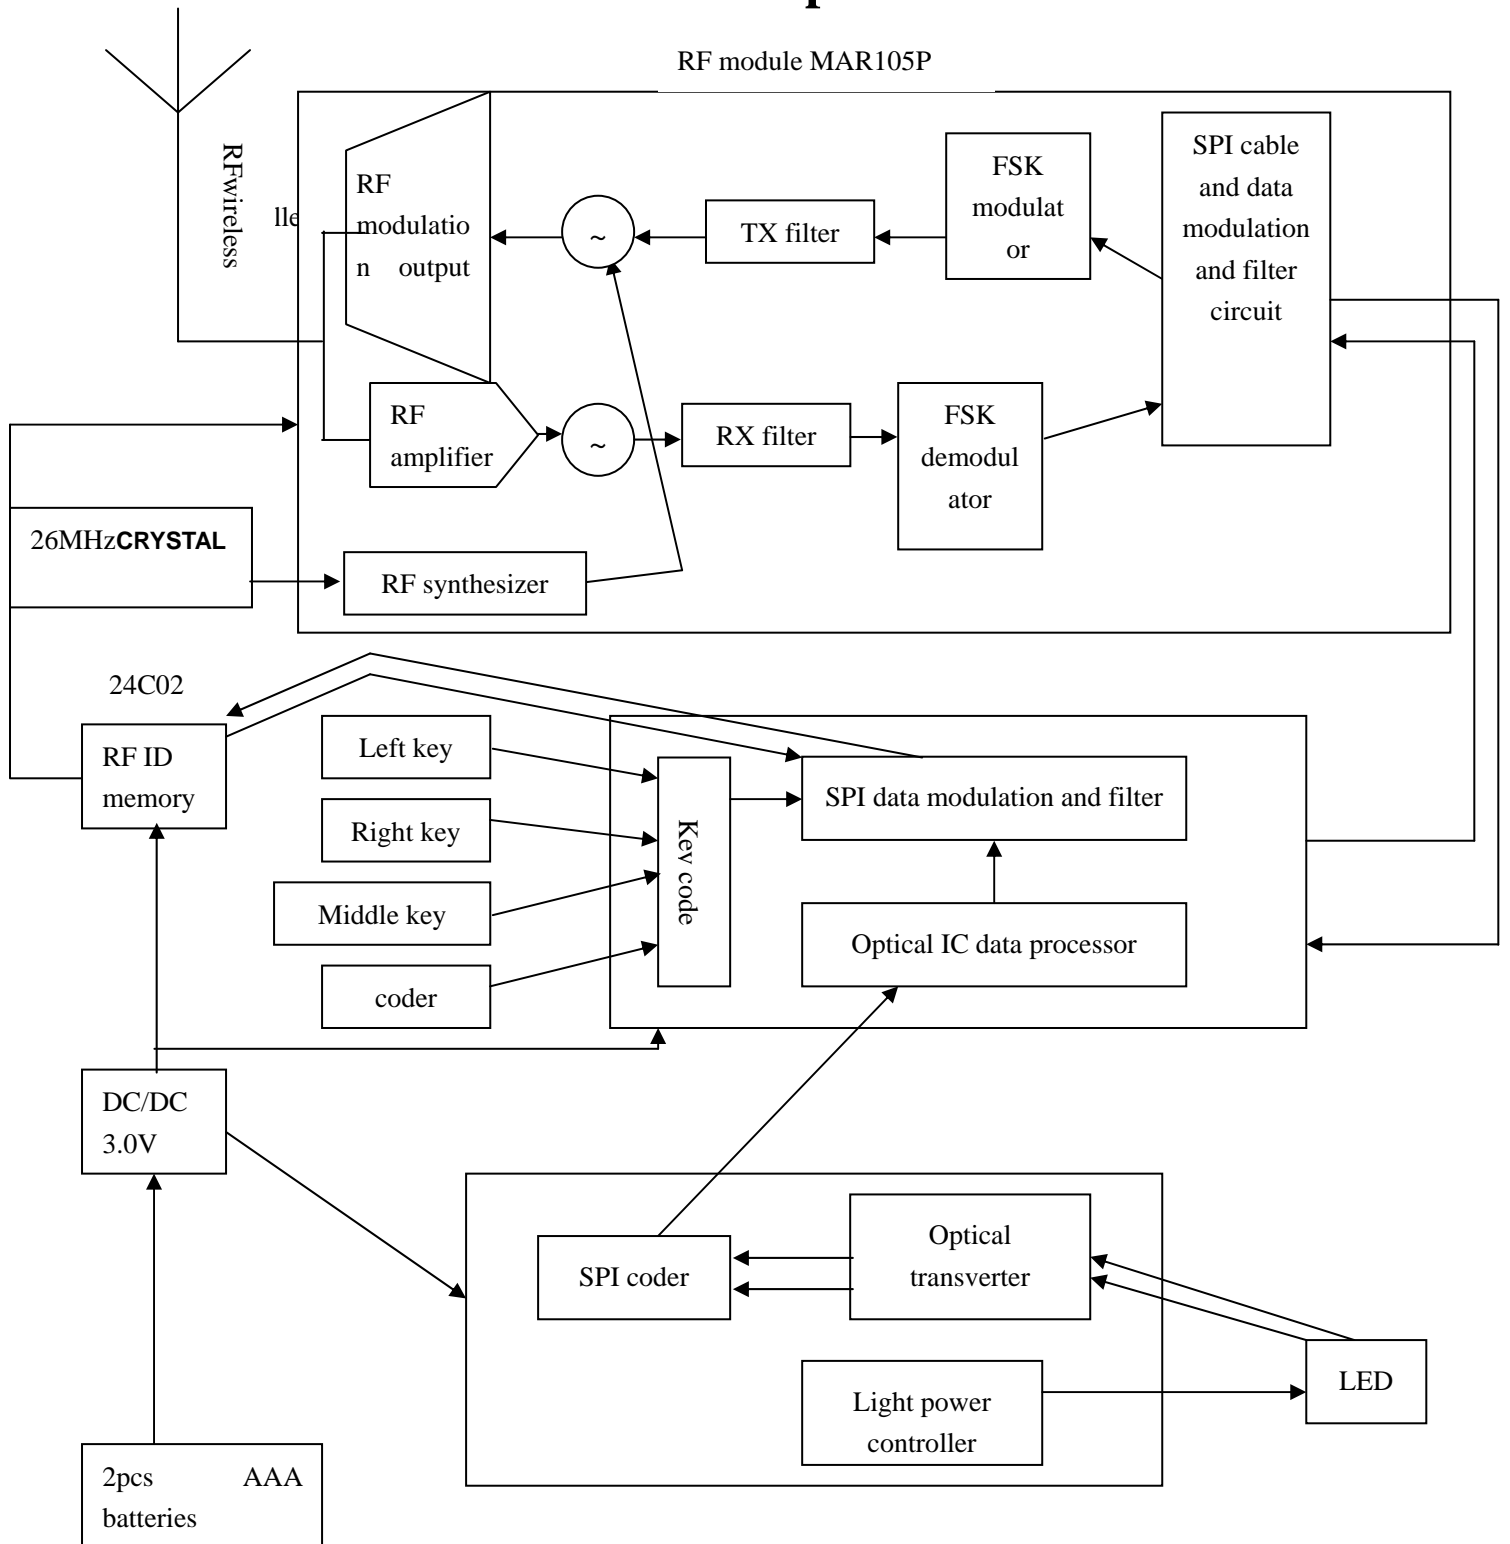 RF module MAR105P
RFwireless
lle
RF
modulatio
n output
~
TX filter
FSK
modulat
or
SPI cable
and data
modulation
and filter
circuit
RF
amplifier
~
RX filter
FSK
demodul
ator
26MHzCRYSTAL
RF synthesizer
24C02
RF ID
memory
Left key
Right key
Middle key
coder
Key code
SPI data modulation and filter
Optical IC data processor
DC/DC
3.0V
SPI coder
Optical
transverter
Light power
controller
LED
2pcs AAA
batteries